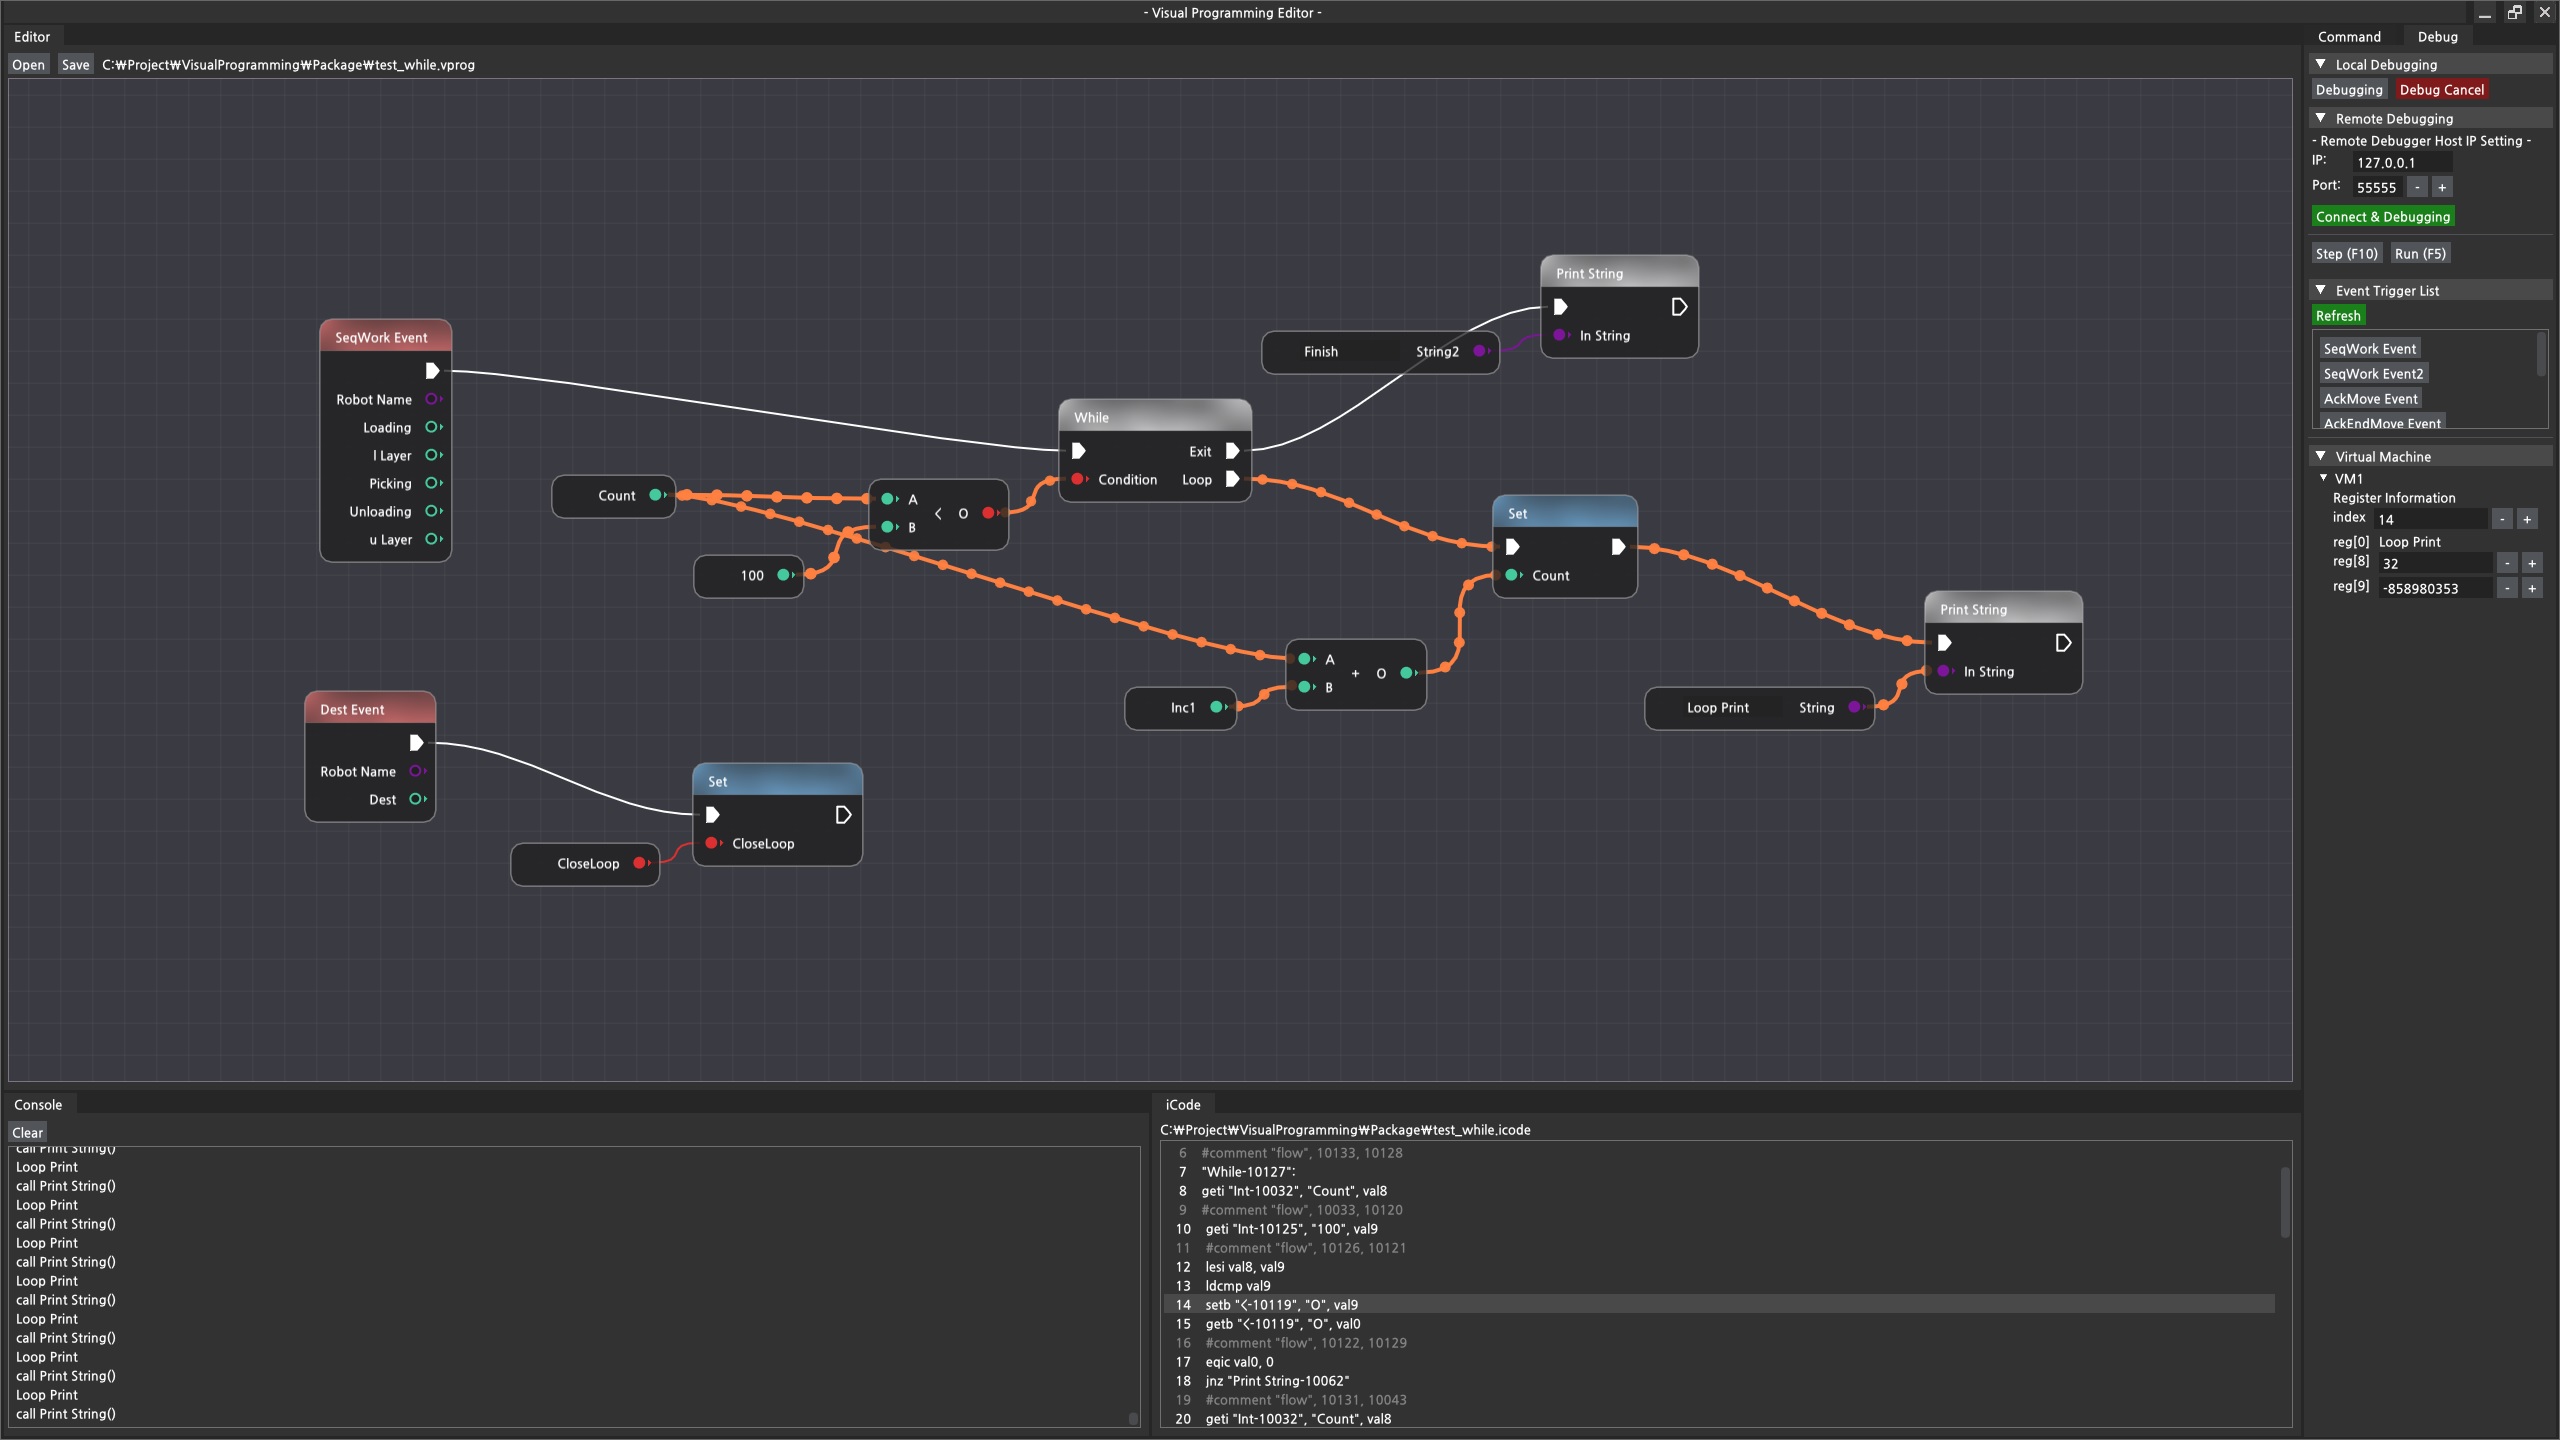 - Visual Programming Editor -
Editor
Open Save C:₩Project₩VisualProgramming₩Package₩test_while.vprog
SeqWork Event
Robot Name
Loading
l Layer
Picking
Unloading
u Layer
Count
100
A
B
< O
While
Exit
Condition Loop
Finish String2
Print String
In String
Set
Count
A
B
+ O
Inc1
Print String
In String
Loop Print String
Dest Event
Robot Name
Dest
Set
CloseLoop
CloseLoop
Command Debug
Local Debugging
Debugging Debug Cancel
Remote Debugging
- Remote Debugger Host IP Setting -
IP: 127.0.0.1
Port: 55555 - +
Connect & Debugging
Step (F10) Run (F5)
Event Trigger List
Refresh
SeqWork Event
SeqWork Event2
AckMove Event
AckEndMove Event
Virtual Machine
VM1
Register Information
index 14 - +
reg[0] Loop Print
reg[8] 32 - +
reg[9] -858980353 - +
Console
Clear
call Print String()
Loop Print
call Print String()
Loop Print
call Print String()
Loop Print
call Print String()
Loop Print
call Print String()
Loop Print
call Print String()
Loop Print
call Print String()
Loop Print
call Print String()
iCode
C:₩Project₩VisualProgramming₩Package₩test_while.icode
6 #comment "flow", 10133, 10128
7 "While-10127":
8 geti "Int-10032", "Count", val8
9 #comment "flow", 10033, 10120
10 geti "Int-10125", "100", val9
11 #comment "flow", 10126, 10121
12 lesi val8, val9
13 ldcmp val9
14 setb "<-10119", "O", val9
15 getb "<-10119", "O", val0
16 #comment "flow", 10122, 10129
17 eqic val0, 0
18 jnz "Print String-10062"
19 #comment "flow", 10131, 10043
20 geti "Int-10032", "Count", val8